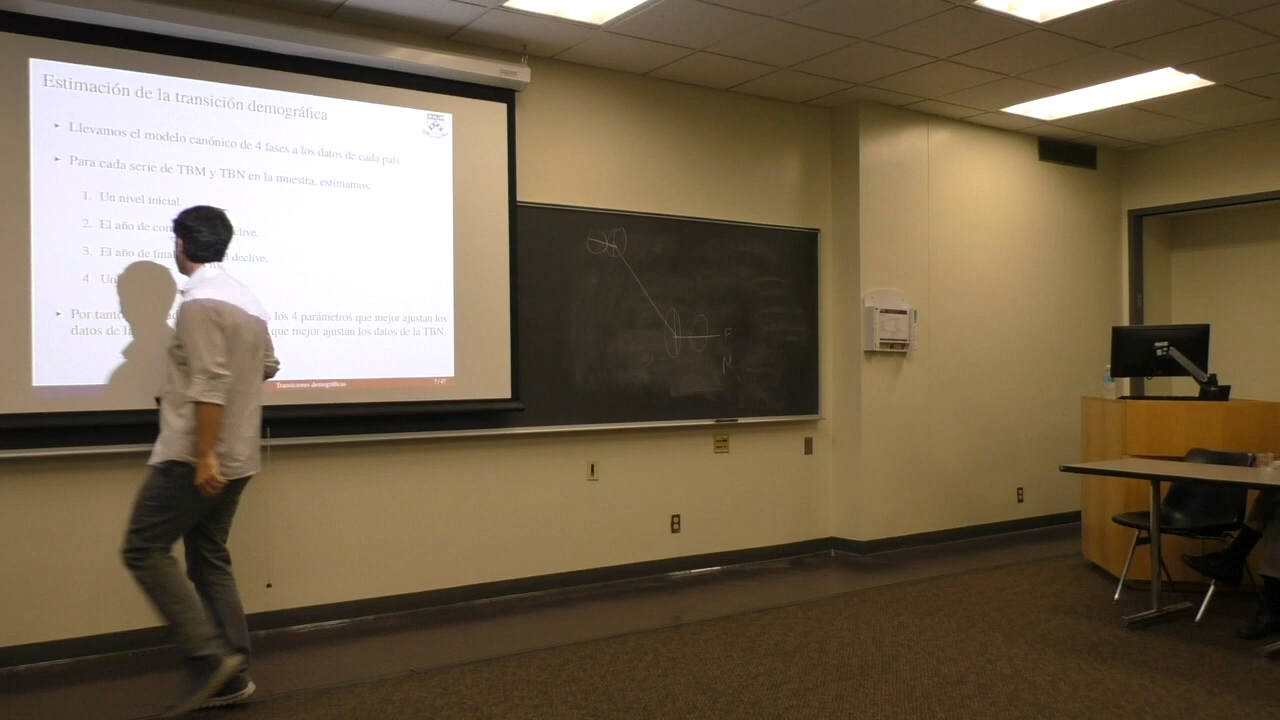 Estimación de la transición demográfica
▸ Llevamos el modelo canónico de 4 fases a los datos de cada país
▸ Para cada serie de TBM y TBN en la muestra, estimamos:
1. Un nivel inicial.
2. El año de
3. El año de declive.
4 Un
▸ Por tanto los 4 parámetros que mejor ajustan los
datos de la que mejor ajustan los datos de la TBN.
Transiciones demográficas 7 / 47
F